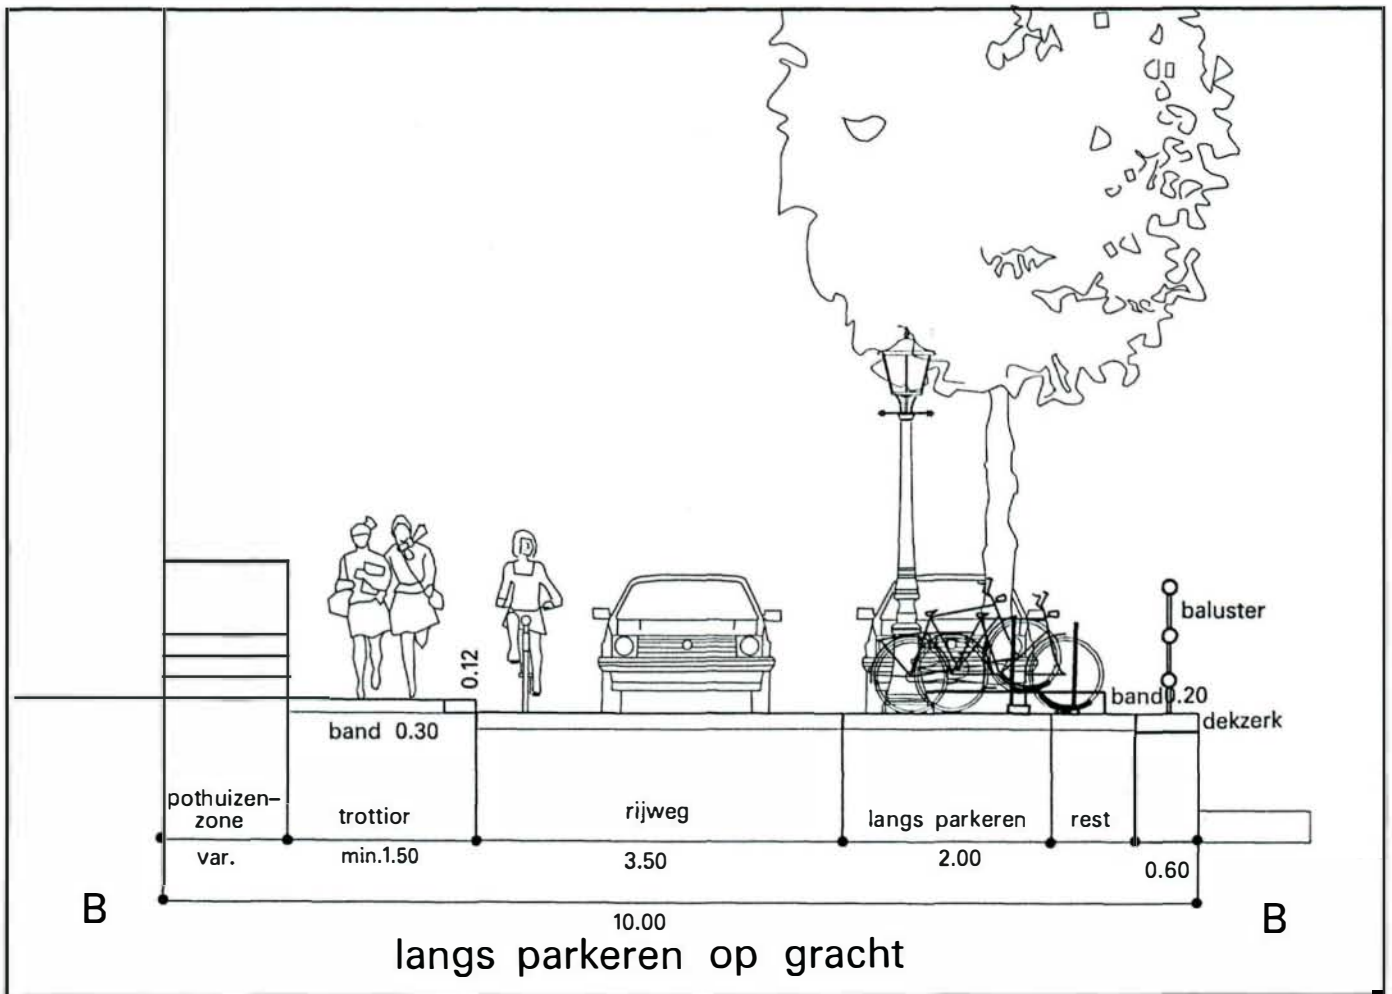 baluster
0.12
band 0.20
dekzerk
band 0.30
pothuizen-
zone
trottior
rijweg
langs parkeren
rest
var.
min.1.50
3.50
2.00
0.60
B
10.00
B
langs parkeren op gracht